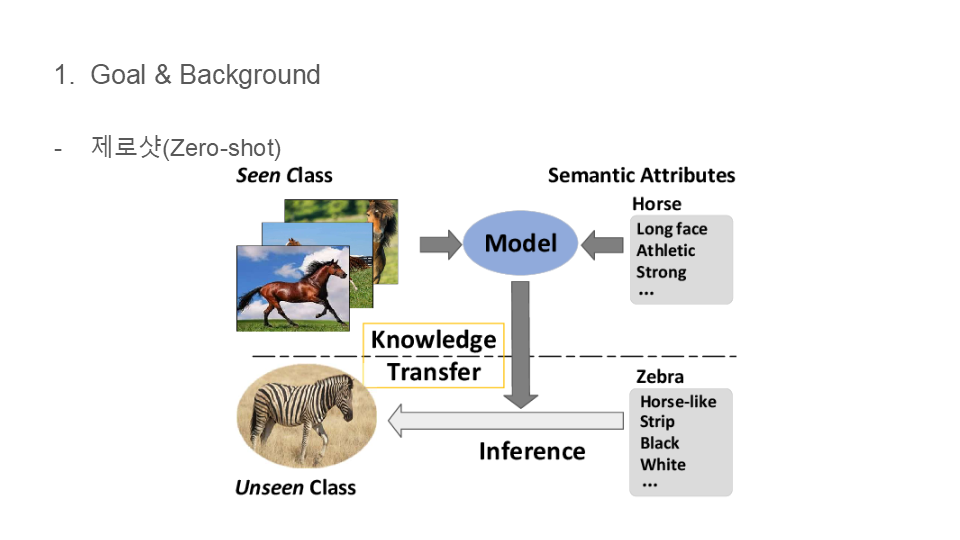 1. Goal & Background
- 제로샷(Zero-shot)
Seen Class
Semantic Attributes
Horse
Long face
Athletic
Strong
...
Model
Knowledge
Transfer
Zebra
Horse-like
Strip
Black
White
...
Inference
Unseen Class